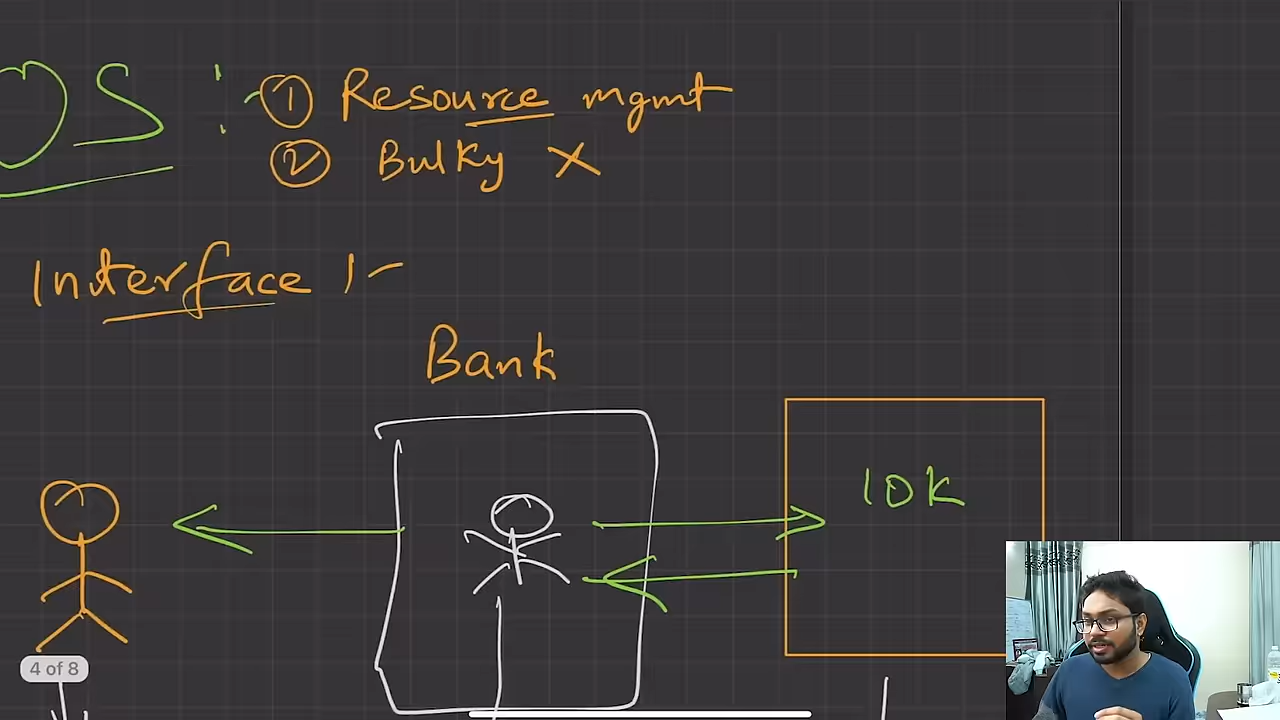 OS :- ① Resource mgmt
② Bulky X
Interface :-
Bank
10K
4 of 8